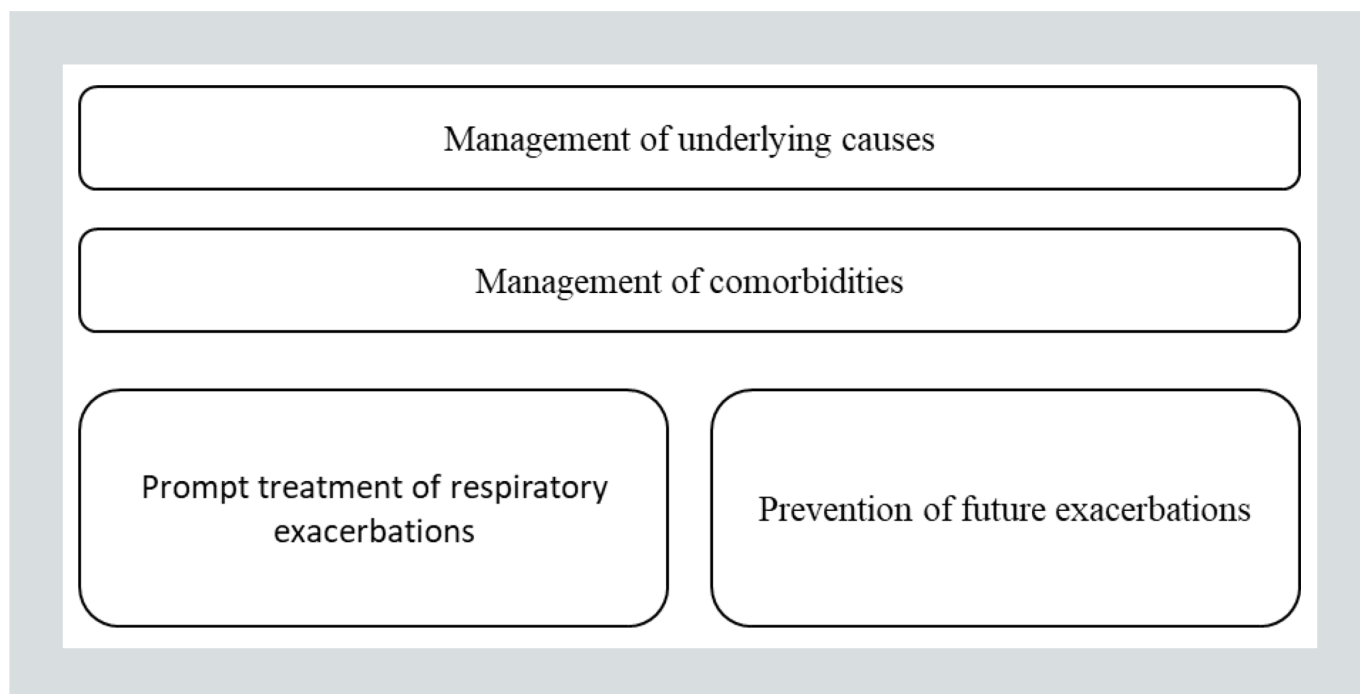 Management of underlying causes
Management of comorbidities
Prompt treatment of respiratory
exacerbations
Prevention of future exacerbations